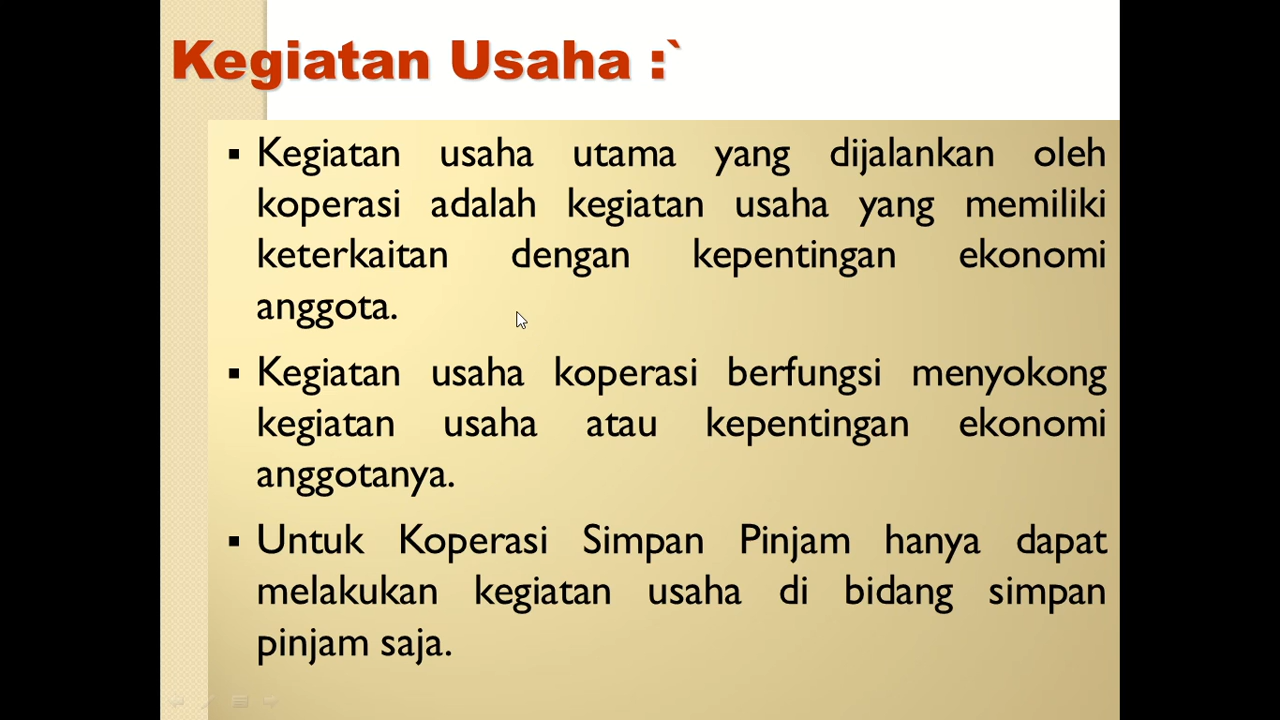 Kegiatan Usaha :`
▪ Kegiatan usaha utama yang dijalankan oleh
koperasi adalah kegiatan usaha yang memiliki
keterkaitan dengan kepentingan ekonomi
anggota.
▪ Kegiatan usaha koperasi berfungsi menyokong
kegiatan usaha atau kepentingan ekonomi
anggotanya.
▪ Untuk Koperasi Simpan Pinjam hanya dapat
melakukan kegiatan usaha di bidang simpan
pinjam saja.